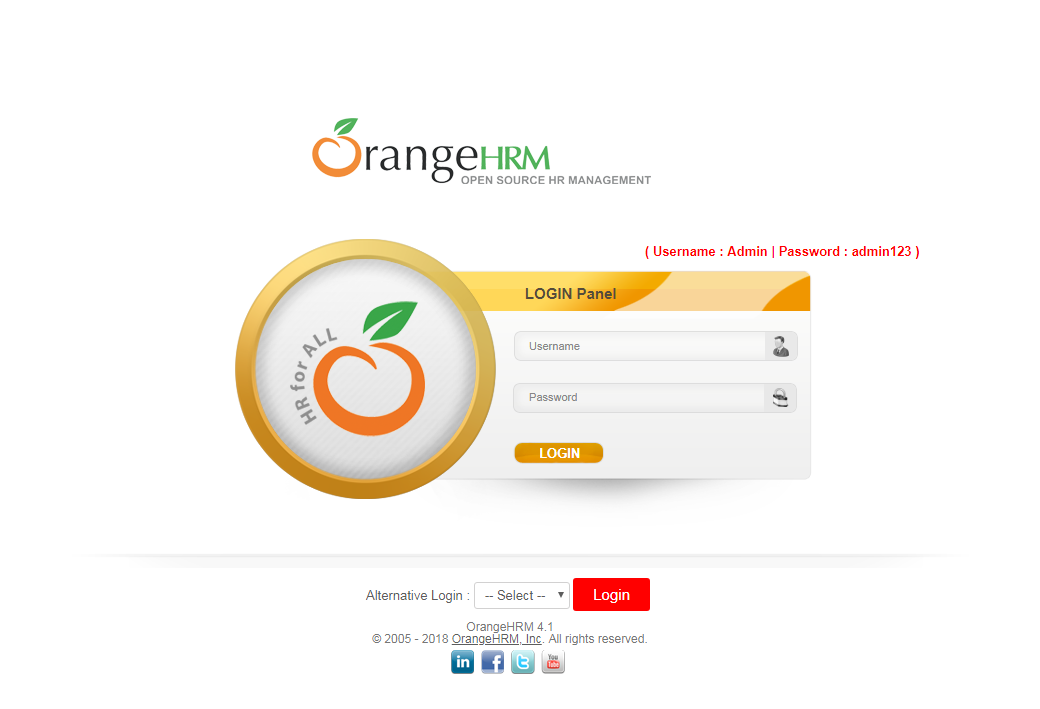 OrangeHRM
OPEN SOURCE HR MANAGEMENT
( Username : Admin | Password : admin123 )
LOGIN Panel
HR for ALL
Username
Password
LOGIN
Alternative Login : -- Select -- Login
OrangeHRM 4.1
© 2005 - 2018 OrangeHRM, Inc. All rights reserved.
in f t You Tube